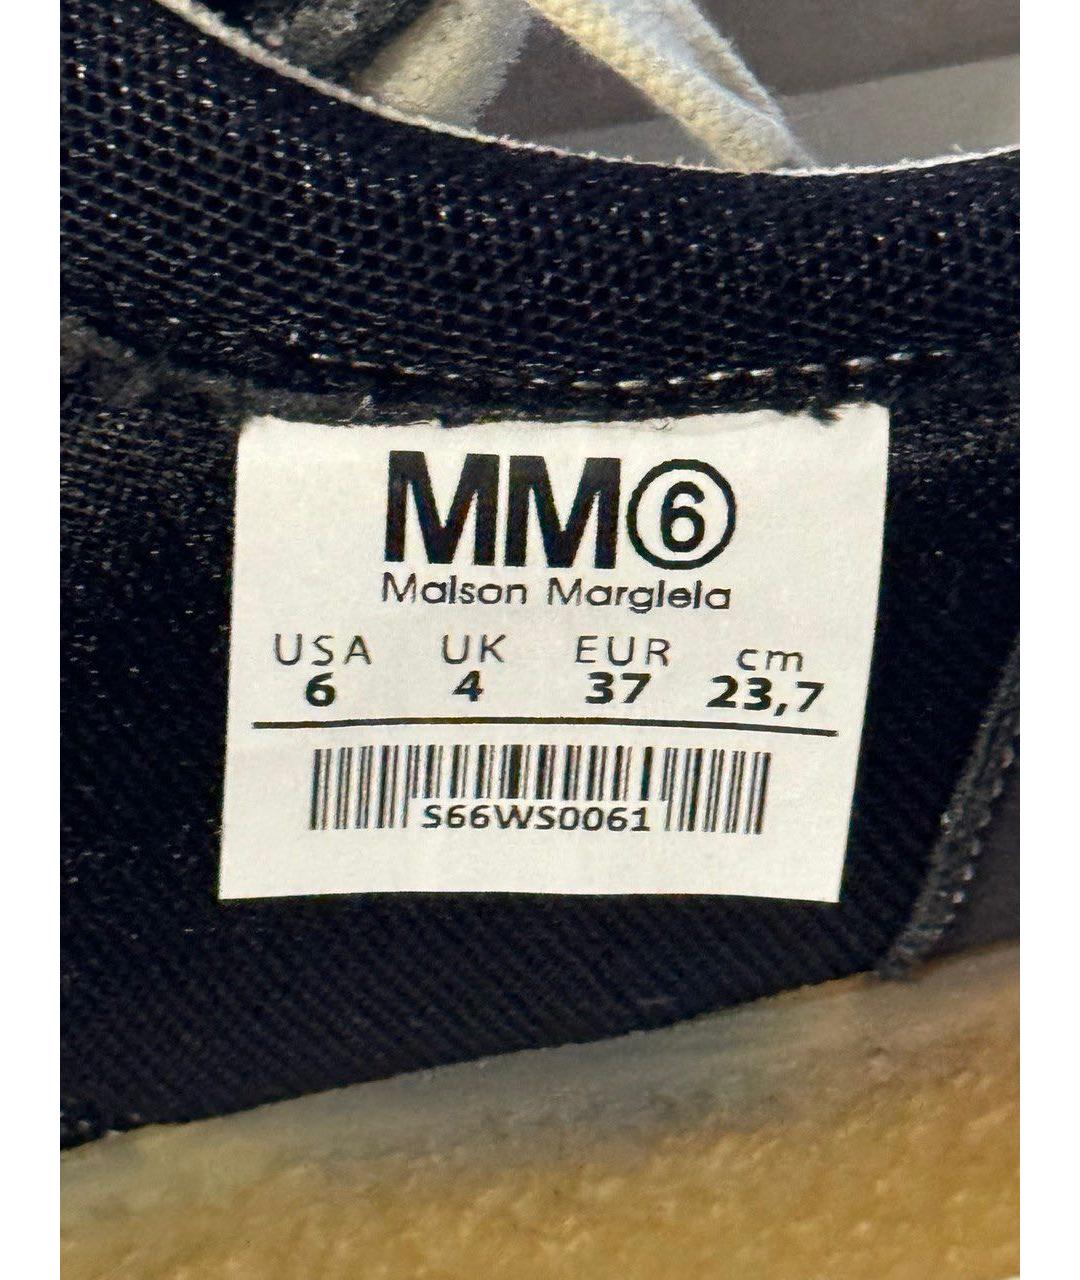 MM⑥
Maison Margiela
USA UK EUR cm
6 4 37 23,7
S66WS0061